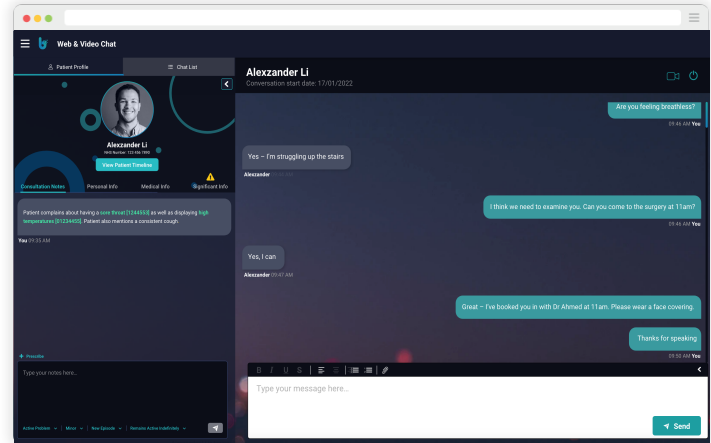 Web & Video Chat
Patient Profile
Chat List
Alexzander Li
NHS Number: 123 456 7890
View Patient Timeline
Consultation Notes
Personal Info
Medical Info
Significant Info
Patient complains about having a sore throat [1244553] as well as displaying high
temperatures [01234455]. Patient also mentions a consistent cough.
You 09:35 AM
Prescribe
Type your notes here..
Active Problem
Minor
New Episode
Remains Active Indefinitely
Alexzander Li
Conversation start date: 17/01/2022
Are you feeling breathless?
09:46 AM You
Yes – I'm struggling up the stairs
Alexzander
I think we need to examine you. Can you come to the surgery at 11am?
09:46 AM You
Yes, I can
Alexzander 09:47 AM
Great – I've booked you in with Dr Ahmed at 11am. Please wear a face covering.
Thanks for speaking
09:50 AM You
B I U S
Type your message here...
Send